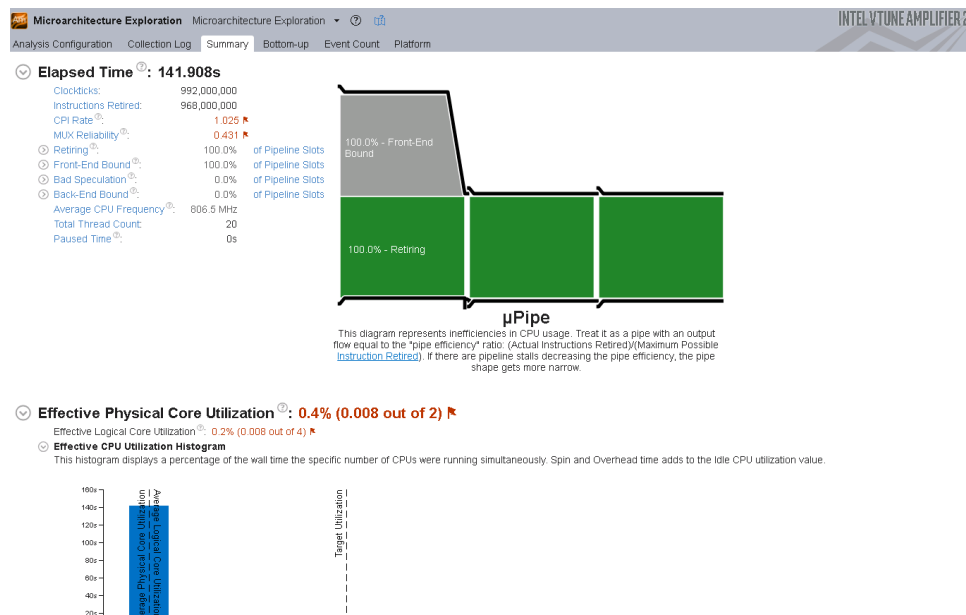 Microarchitecture Exploration Microarchitecture Exploration
INTEL VTUNE AMPLIFIER
Analysis Configuration Collection Log Summary Bottom-up Event Count Platform
Elapsed Time ?: 141.908s
Clockticks: 992,000,000
Instructions Retired: 968,000,000
CPI Rate ?: 1.025
MUX Reliability ?: 0.431
Retiring ?: 100.0% of Pipeline Slots
Front-End Bound ?: 100.0% of Pipeline Slots
Bad Speculation ?: 0.0% of Pipeline Slots
Back-End Bound ?: 0.0% of Pipeline Slots
Average CPU Frequency ?: 806.5 MHz
Total Thread Count: 20
Paused Time ?: 0s
100.0% - Front-End
Bound
100.0% - Retiring
µPipe
This diagram represents inefficiencies in CPU usage. Treat it as a pipe with an output
flow equal to the "pipe efficiency" ratio: (Actual Instructions Retired)/(Maximum Possible
Instruction Retired). If there are pipeline stalls decreasing the pipe efficiency, the pipe
shape gets more narrow.
Effective Physical Core Utilization ?: 0.4% (0.008 out of 2)
Effective Logical Core Utilization ?: 0.2% (0.008 out of 4)
Effective CPU Utilization Histogram
This histogram displays a percentage of the wall time the specific number of CPUs were running simultaneously. Spin and Overhead time adds to the Idle CPU utilization value.
160s
140s
120s
100s
80s
60s
40s
20s
Physical Core Utilization
Average Logical Core Utilization
Target Utilization